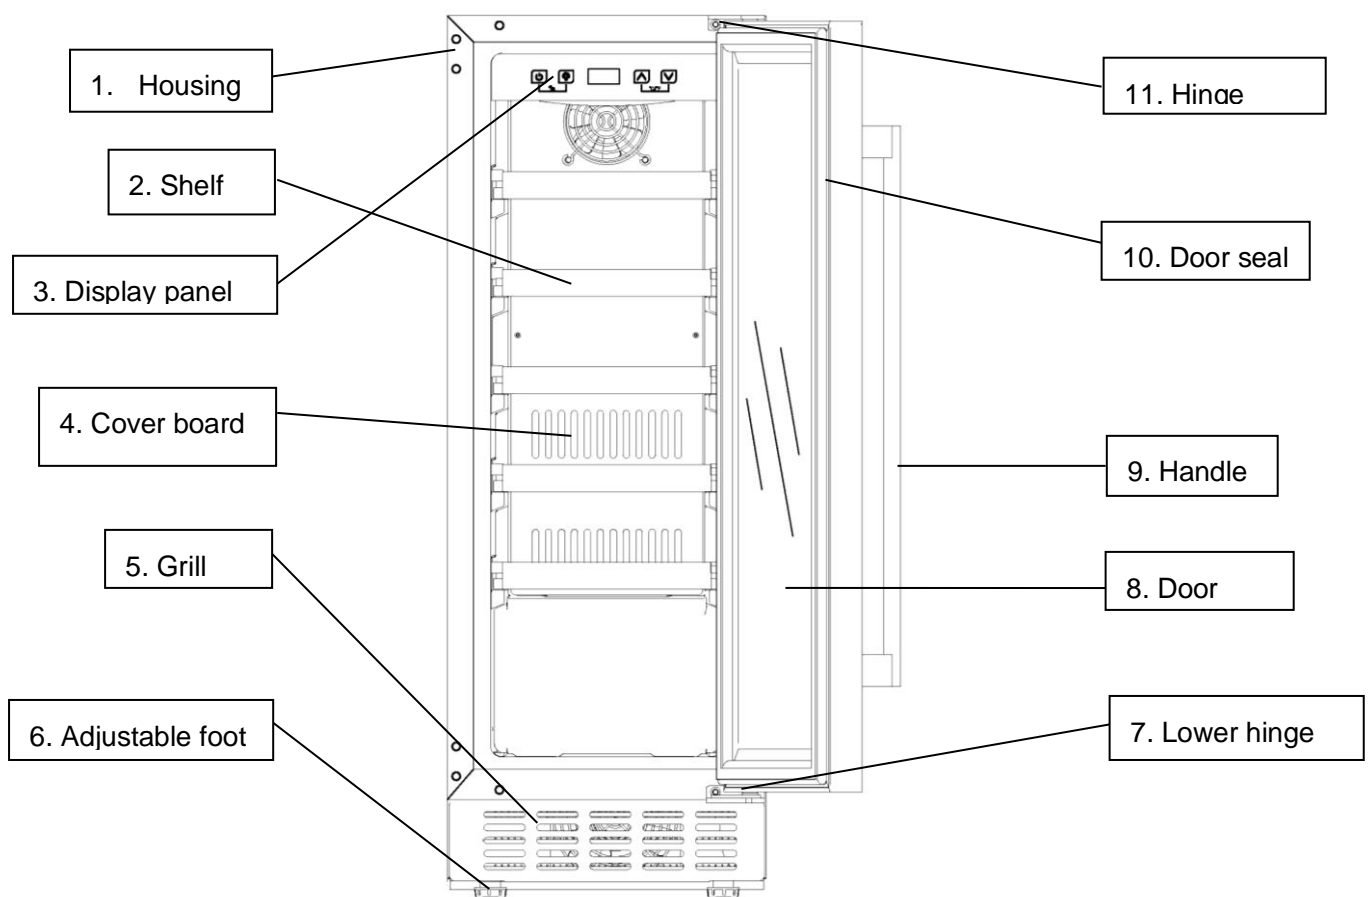 1. Housing
2. Shelf
3. Display panel
4. Cover board
5. Grill
6. Adjustable foot
11. Hinge
10. Door seal
9. Handle
8. Door
7. Lower hinge